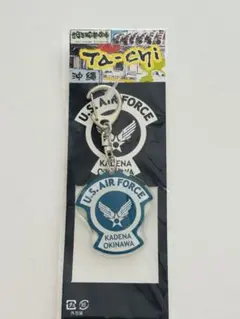 Ta-chi
沖縄
U.S. AIR FORCE
KADENA
OKINAWA
U.S. AIR FORCE
KADENA
OKINAWA